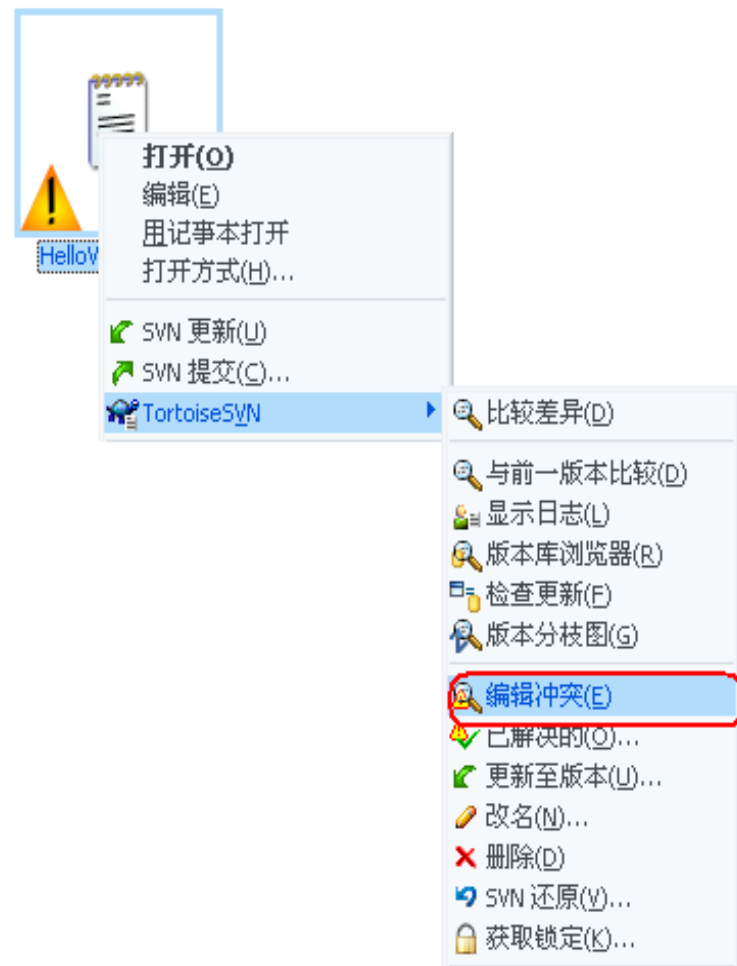 打开(O)
编辑(E)
用记事本打开
打开方式(H)...
HelloV
SVN 更新(U)
SVN 提交(C)...
TortoiseSVN
比较差异(D)
与前一版本比较(D)
显示日志(L)
版本库浏览器(R)
检查更新(F)
版本分枝图(G)
编辑冲突(E)
已解决的(O)...
更新至版本(U)...
改名(N)...
删除(D)
SVN 还原(V)...
获取锁定(K)...